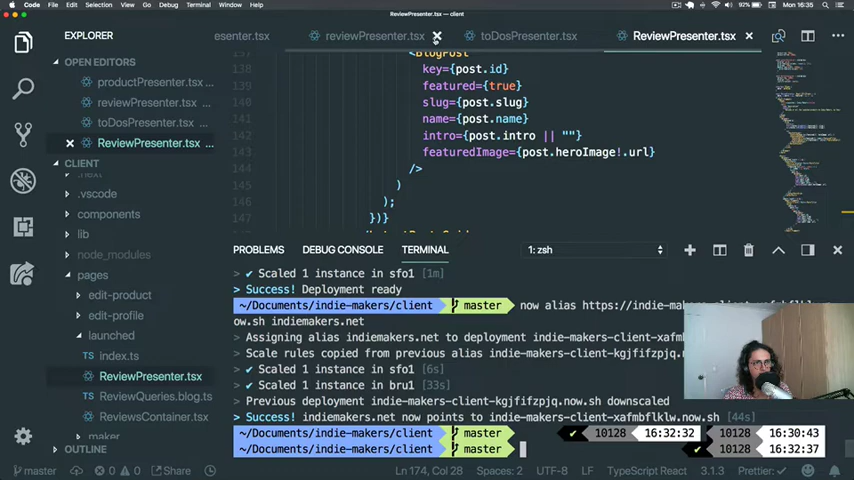 Code File Edit Selection View Go Debug Terminal Window Help 92% Mon 16:35
ReviewPresenter.tsx — client
EXPLORER
esenter.tsx reviewPresenter.tsx toDosPresenter.tsx ReviewPresenter.tsx
OPEN EDITORS
productPresenter.tsx ...
reviewPresenter.tsx ...
toDosPresenter.tsx ...
ReviewPresenter.tsx ...
CLIENT
.next
.vscode
components
lib
node_modules
pages
edit-product
edit-profile
launched
TS index.ts
ReviewPresenter.tsx
ReviewQueries.blog.ts
ReviewsContainer.tsx
maker
OUTLINE
137 <BlogPost
138 key={post.id}
139 featured={true}
140 slug={post.slug}
141 name={post.name}
142 intro={post.intro || ""}
143 featuredImage={post.heroImage!.url}
144 />
145 )
146 );
147 })}
PROBLEMS DEBUG CONSOLE TERMINAL 1: zsh
> ✔ Scaled 1 instance in sfo1 [1m]
> Success! Deployment ready
~/Documents/indie-makers/client master now alias https://indie-makers-client-xafmbflklw.n
ow.sh indiemakers.net
> Assigning alias indiemakers.net to deployment indie-makers-client-xafmb
> Scale rules copied from previous alias indie-makers-client-kgjfifzpjq.n
> ✔ Scaled 1 instance in sfo1 [6s]
> ✔ Scaled 1 instance in bru1 [33s]
> Previous deployment indie-makers-client-kgjfifzpjq.now.sh downscaled
> Success! indiemakers.net now points to indie-makers-client-xafmbflklw.now.sh [44s]
~/Documents/indie-makers/client master ✔ 10128 16:32:32 10128 16:30:43
~/Documents/indie-makers/client master ✔ 10128 16:32:37
master 0 0 Share Ln 174, Col 28 Spaces: 2 UTF-8 LF TypeScript React 3.1.3 Prettier: ✓